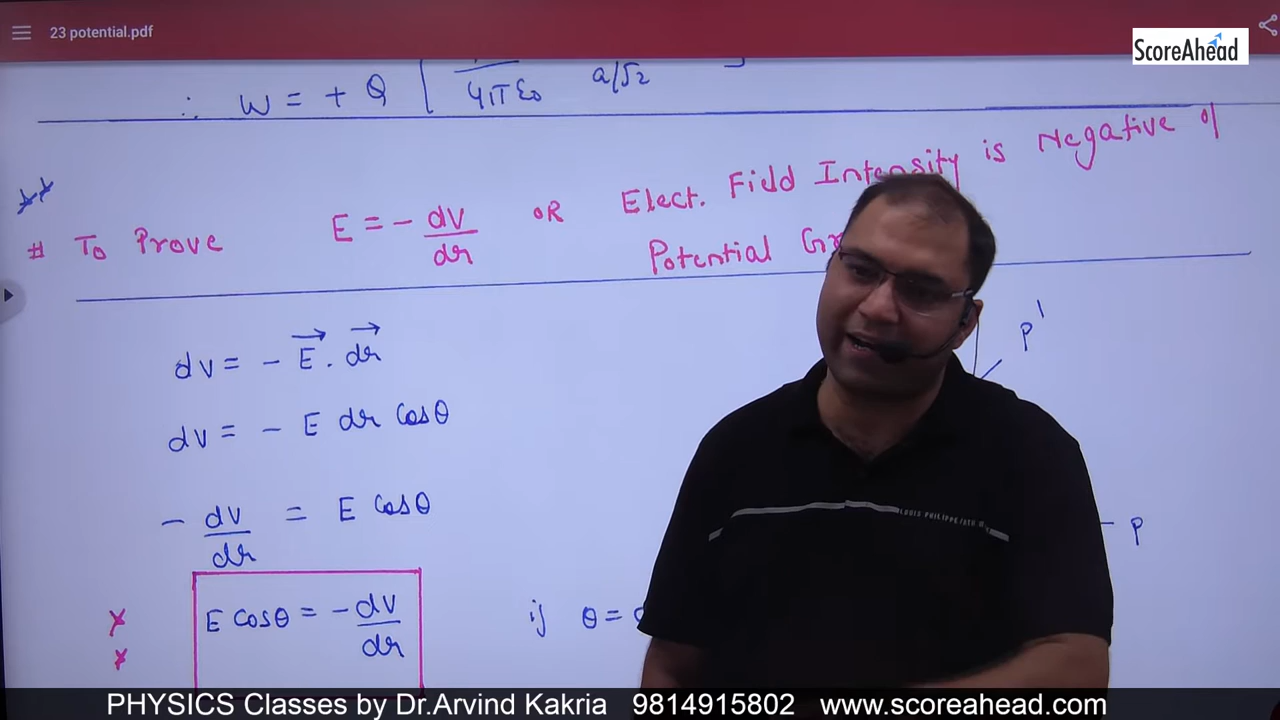 23 potential.pdf
ScoreAhead
∴ W = + Q [ 4πε₀ a/√2 ]
** # To Prove E = - dv/dr OR Elect. Field Intensity is Negative of
Potential
dv = - E⃗ . dr⃗
P'
dv = - E dr cosθ
- dv/dr = E cosθ
P
E cosθ = - dv/dr if θ =
LOUIS PHILIPPE
PHYSICS Classes by Dr.Arvind Kakria 9814915802 www.scoreahead.com